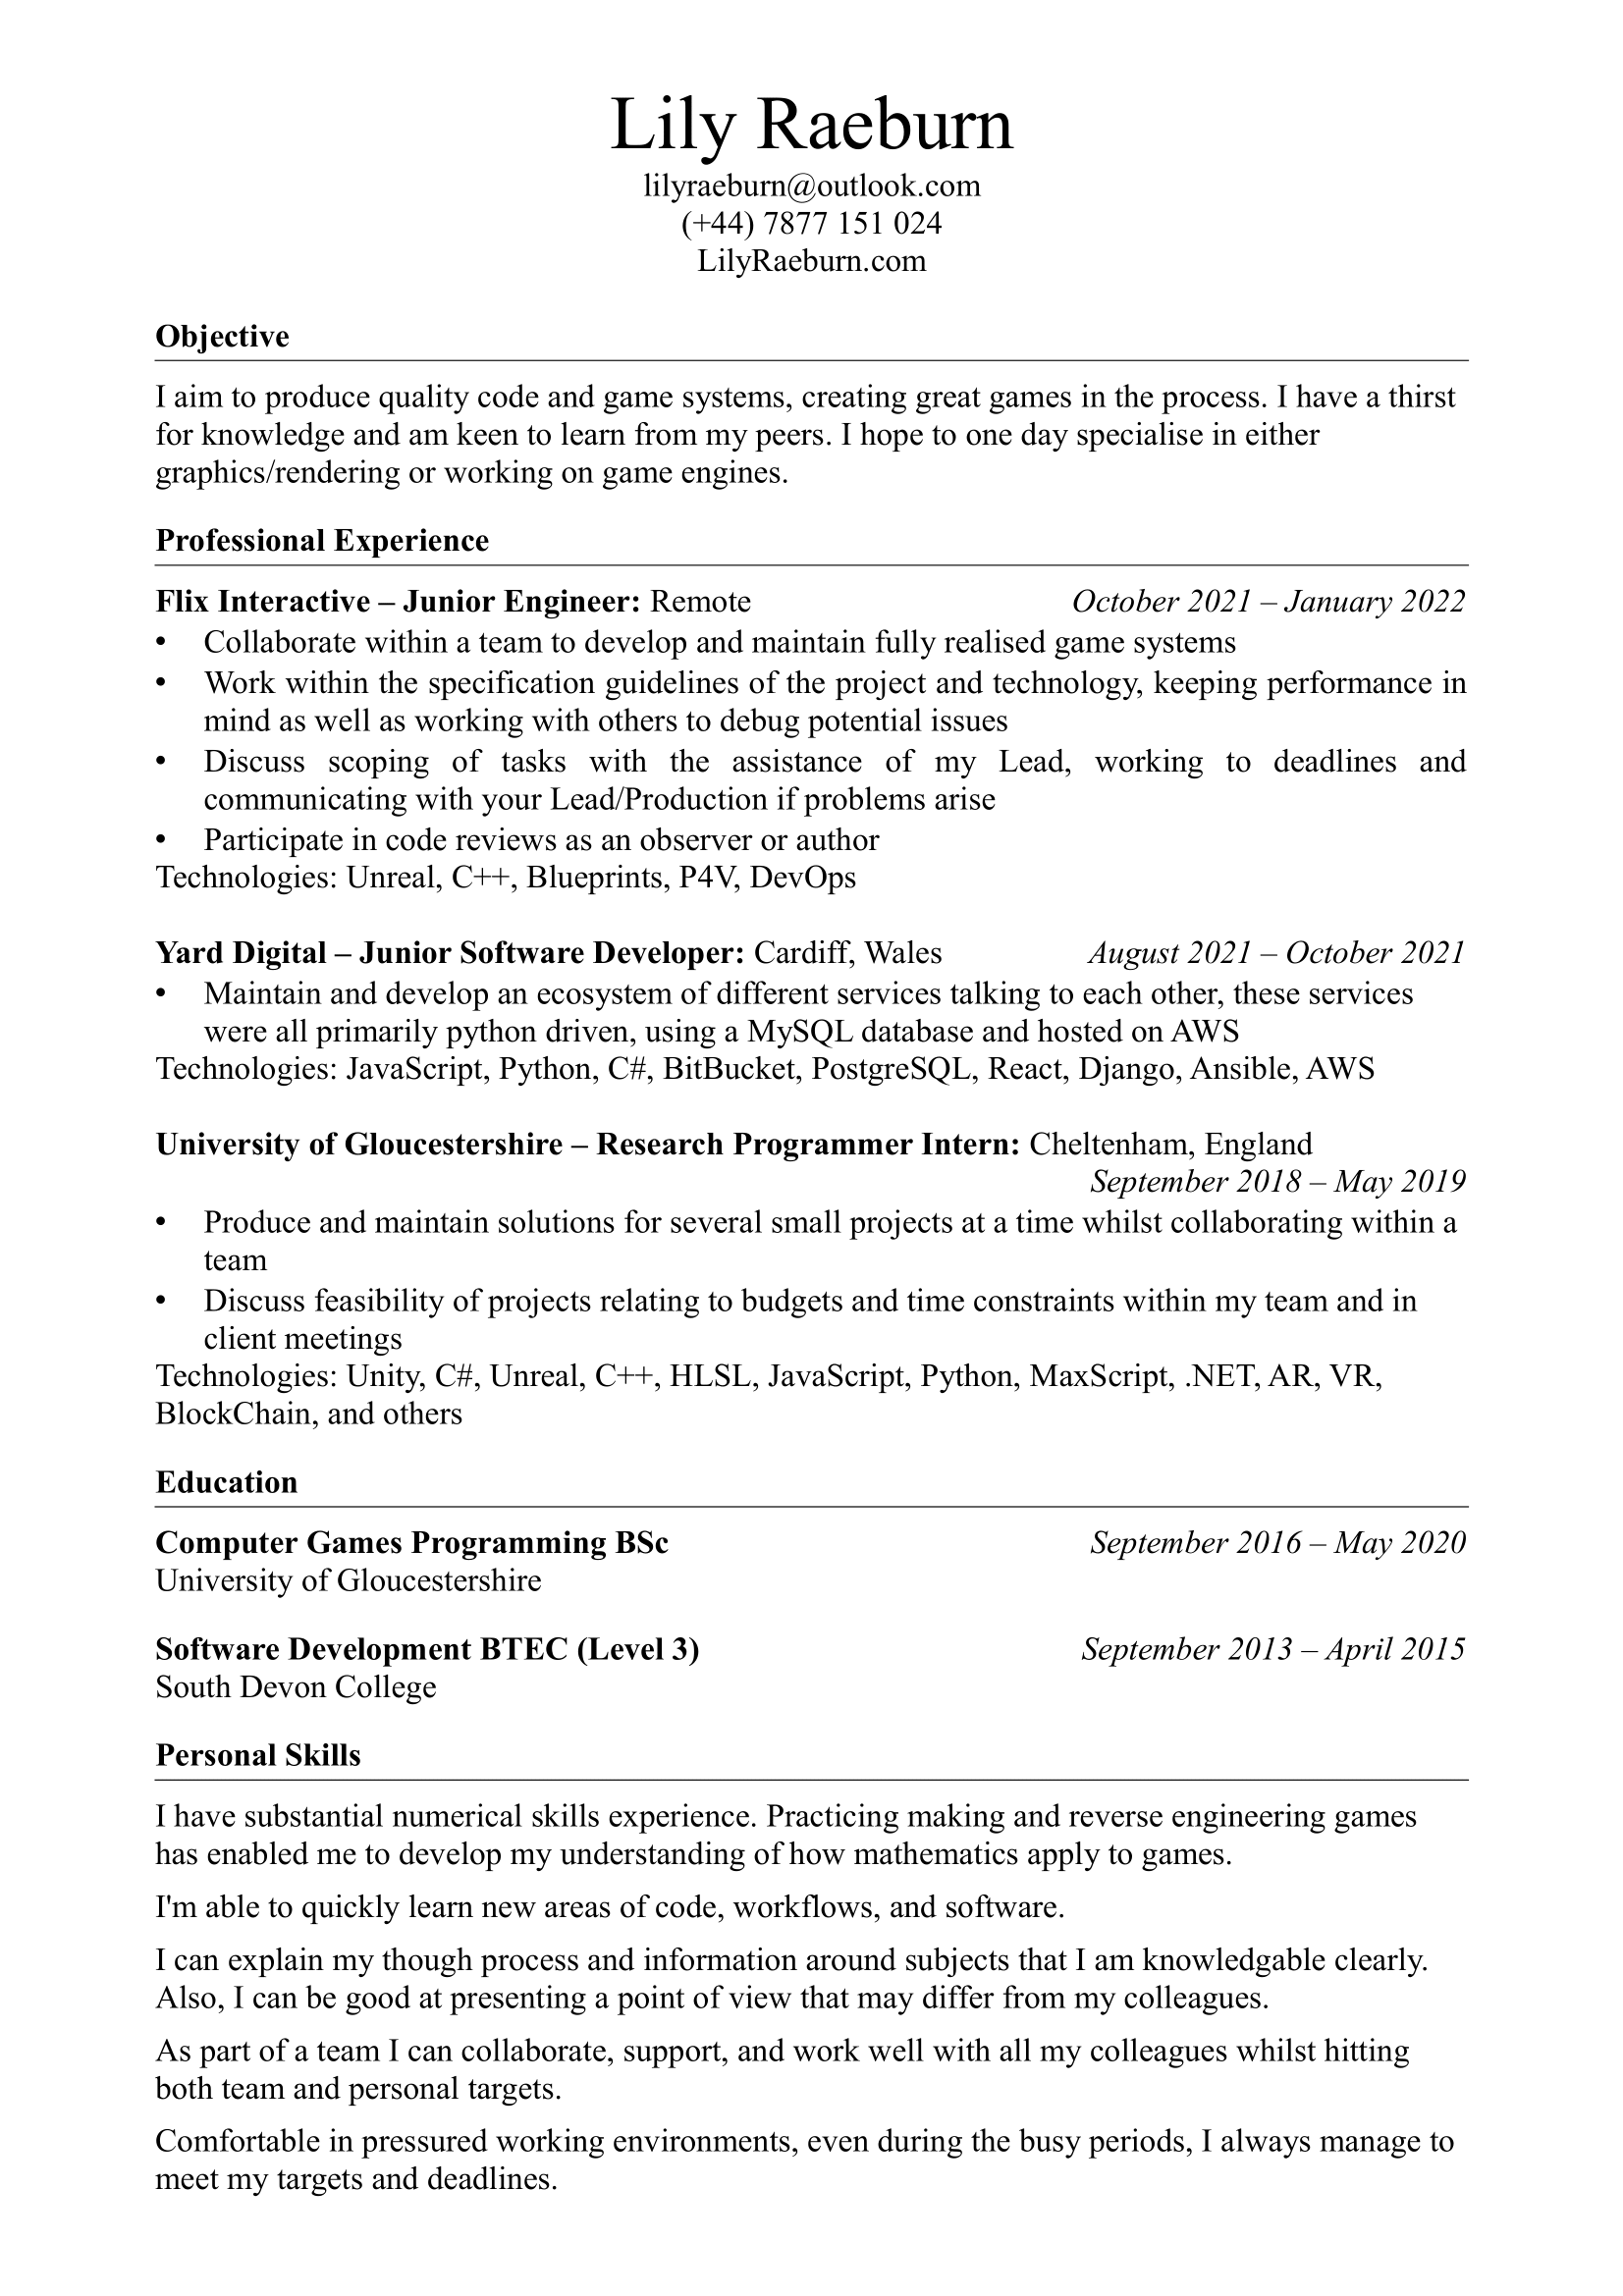 Lily Raeburn
lilyraeburn@outlook.com
(+44) 7877 151 024
LilyRaeburn.com
Objective
I aim to produce quality code and game systems, creating great games in the process. I have a thirst
for knowledge and am keen to learn from my peers. I hope to one day specialise in either
graphics/rendering or working on game engines.
Professional Experience
Flix Interactive – Junior Engineer: Remote October 2021 – January 2022
• Collaborate within a team to develop and maintain fully realised game systems
• Work within the specification guidelines of the project and technology, keeping performance in
mind as well as working with others to debug potential issues
• Discuss scoping of tasks with the assistance of my Lead, working to deadlines and
communicating with your Lead/Production if problems arise
• Participate in code reviews as an observer or author
Technologies: Unreal, C++, Blueprints, P4V, DevOps
Yard Digital – Junior Software Developer: Cardiff, Wales August 2021 – October 2021
• Maintain and develop an ecosystem of different services talking to each other, these services
were all primarily python driven, using a MySQL database and hosted on AWS
Technologies: JavaScript, Python, C#, BitBucket, PostgreSQL, React, Django, Ansible, AWS
University of Gloucestershire – Research Programmer Intern: Cheltenham, England
September 2018 – May 2019
• Produce and maintain solutions for several small projects at a time whilst collaborating within a
team
• Discuss feasibility of projects relating to budgets and time constraints within my team and in
client meetings
Technologies: Unity, C#, Unreal, C++, HLSL, JavaScript, Python, MaxScript, .NET, AR, VR,
BlockChain, and others
Education
Computer Games Programming BSc September 2016 – May 2020
University of Gloucestershire
Software Development BTEC (Level 3) September 2013 – April 2015
South Devon College
Personal Skills
I have substantial numerical skills experience. Practicing making and reverse engineering games
has enabled me to develop my understanding of how mathematics apply to games.
I'm able to quickly learn new areas of code, workflows, and software.
I can explain my though process and information around subjects that I am knowledgable clearly.
Also, I can be good at presenting a point of view that may differ from my colleagues.
As part of a team I can collaborate, support, and work well with all my colleagues whilst hitting
both team and personal targets.
Comfortable in pressured working environments, even during the busy periods, I always manage to
meet my targets and deadlines.